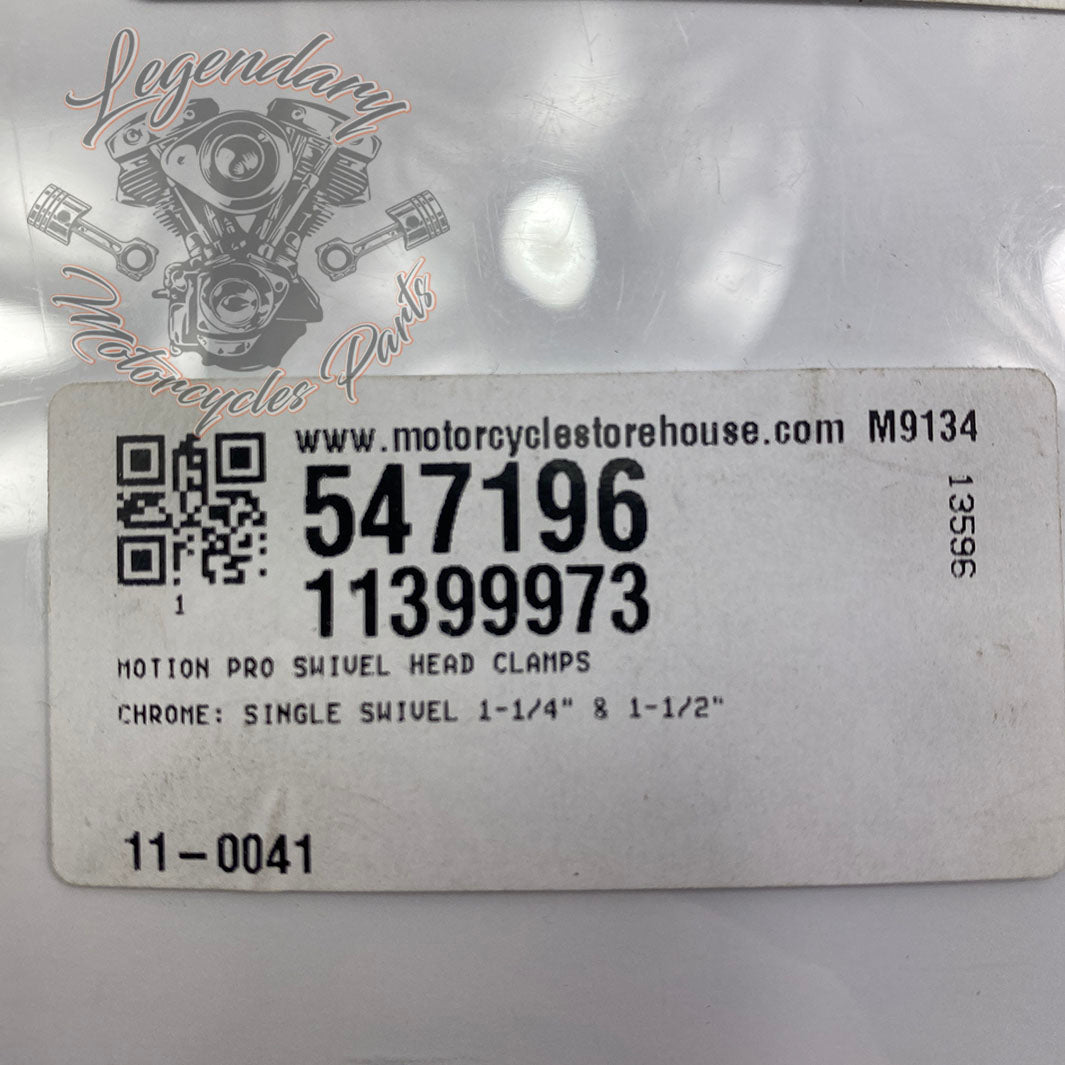 Legendary
Motorcycles Parts
www.motorcyclestorehouse.com M9134
547196
13596
11399973
1
MOTION PRO SWIVEL HEAD CLAMPS
CHROME: SINGLE SWIVEL 1-1/4" & 1-1/2"
11-0041